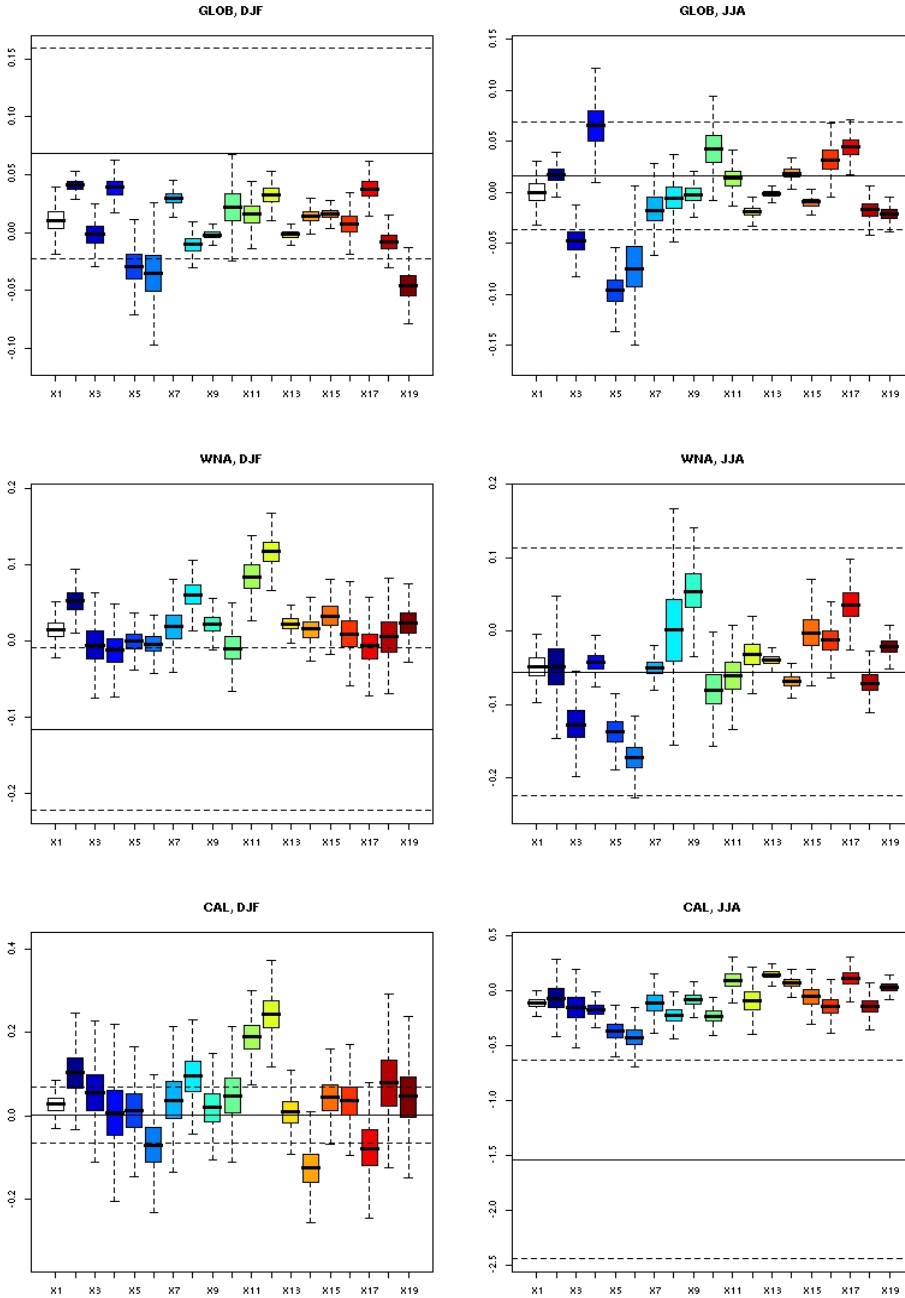 GLOB, DJF
0.15
0.10
0.05
0.00
-0.05
-0.10
X1 X3 X5 X7 X9 X11 X13 X15 X17 X19
GLOB, JJA
0.15
0.10
0.05
0.00
-0.05
-0.10
-0.15
X1 X3 X5 X7 X9 X11 X13 X15 X17 X19
WNA, DJF
0.2
0.1
0.0
-0.1
-0.2
X1 X3 X5 X7 X9 X11 X13 X15 X17 X19
WNA, JJA
0.2
0.1
0.0
-0.1
-0.2
X1 X3 X5 X7 X9 X11 X13 X15 X17 X19
CAL, DJF
0.4
0.2
0.0
-0.2
X1 X3 X5 X7 X9 X11 X13 X15 X17 X19
CAL, JJA
0.5
0.0
-0.5
-1.5
-2.5
X1 X3 X5 X7 X9 X11 X13 X15 X17 X19